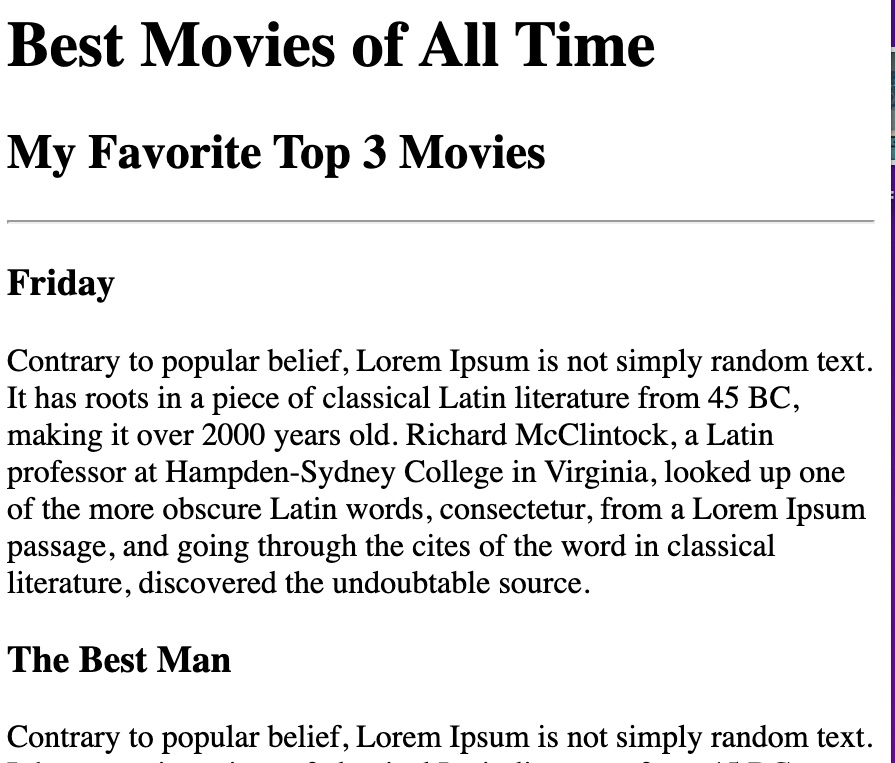 Best Movies of All Time
My Favorite Top 3 Movies
Friday
Contrary to popular belief, Lorem Ipsum is not simply random text.
It has roots in a piece of classical Latin literature from 45 BC,
making it over 2000 years old. Richard McClintock, a Latin
professor at Hampden-Sydney College in Virginia, looked up one
of the more obscure Latin words, consectetur, from a Lorem Ipsum
passage, and going through the cites of the word in classical
literature, discovered the undoubtable source.
The Best Man
Contrary to popular belief, Lorem Ipsum is not simply random text.